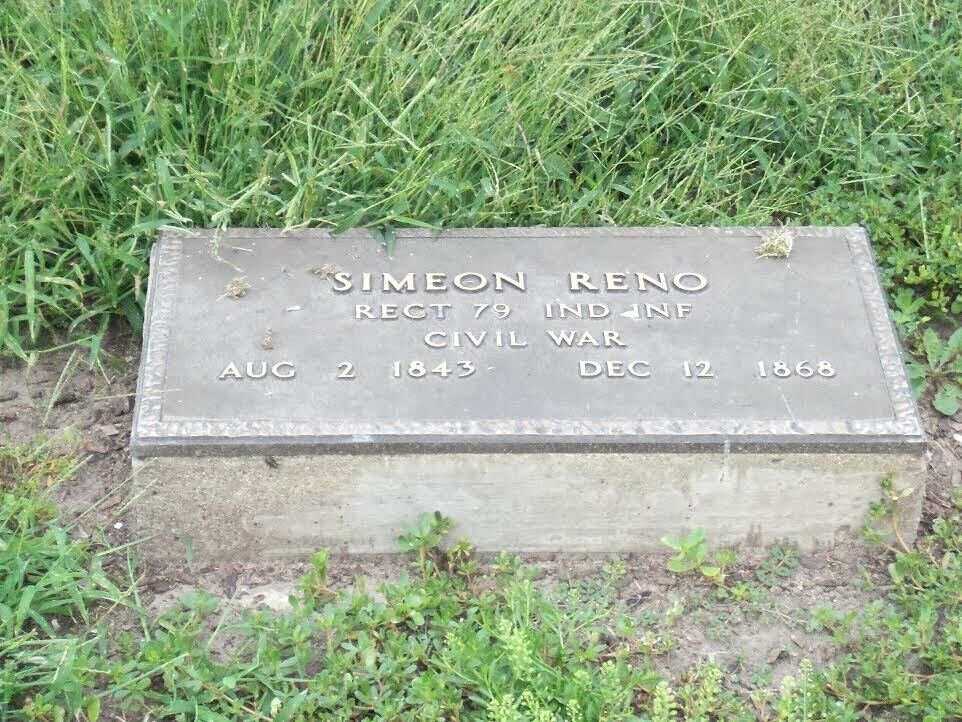 SIMEON RENO
RECT 79 IND INF
CIVIL WAR
AUG 2 1843 DEC 12 1868